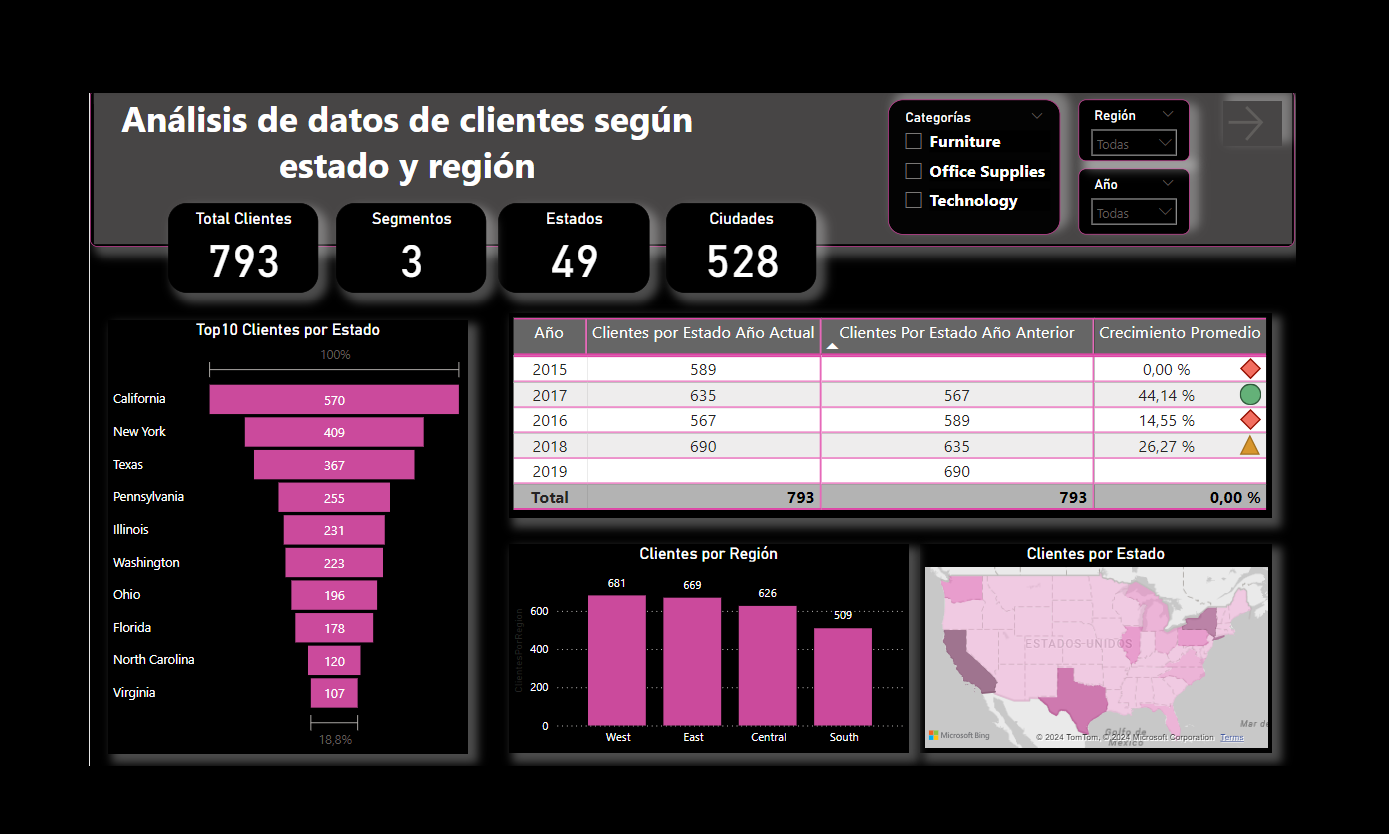 Análisis de datos de clientes según
estado y región
Categorías
Furniture
Office Supplies
Technology
Región
Todas
Año
Todas
Total Clientes
793
Segmentos
3
Estados
49
Ciudades
528
Top10 Clientes por Estado
100%
California 570
New York 409
Texas 367
Pennsylvania 255
Illinois 231
Washington 223
Ohio 196
Florida 178
North Carolina 120
Virginia 107
18,8%
Año Clientes por Estado Año Actual Clientes Por Estado Año Anterior Crecimiento Promedio
2015 589 0,00 %
2017 635 567 44,14 %
2016 567 589 14,55 %
2018 690 635 26,27 %
2019 690
Total 793 793 0,00 %
Clientes por Región
ClientesPorRegion
600
400
200
0
681
669
626
509
West East Central South
Clientes por Estado
ESTADOS UNIDOS
Golfo de
México
Mar de
Microsoft Bing
© 2024 TomTom, © 2024 Microsoft Corporation Terms